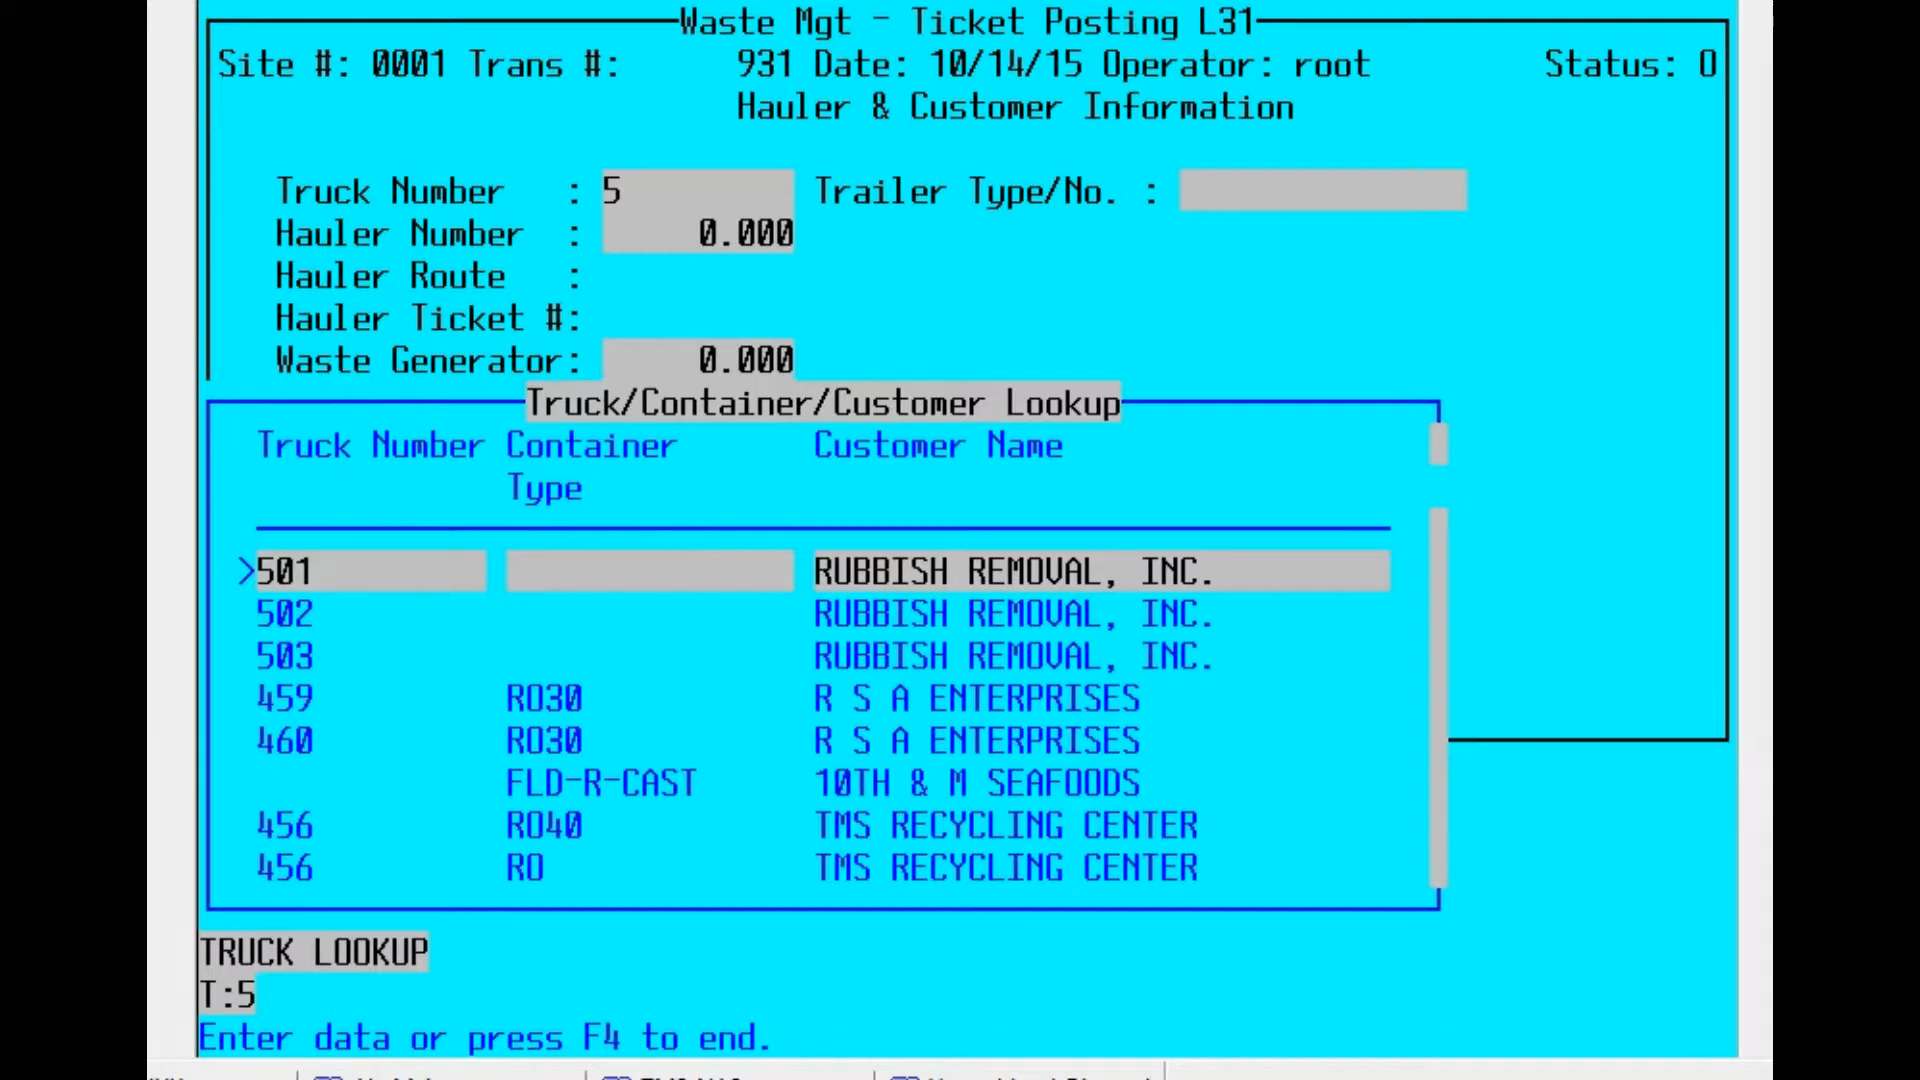 Waste Mgt - Ticket Posting L31
Site #: 0001 Trans #: 931 Date: 10/14/15 Operator: root Status: O
Hauler & Customer Information
Truck Number : 5 Trailer Type/No. :
Hauler Number : 0.000
Hauler Route :
Hauler Ticket #:
Waste Generator: 0.000
Truck/Container/Customer Lookup
Truck Number Container Customer Name
Type
>501 RUBBISH REMOVAL, INC.
502 RUBBISH REMOVAL, INC.
503 RUBBISH REMOVAL, INC.
459 RO30 R S A ENTERPRISES
460 RO30 R S A ENTERPRISES
FLD-R-CAST 10TH & M SEAFOODS
456 RO40 TMS RECYCLING CENTER
456 RO TMS RECYCLING CENTER
TRUCK LOOKUP
T:5
Enter data or press F4 to end.